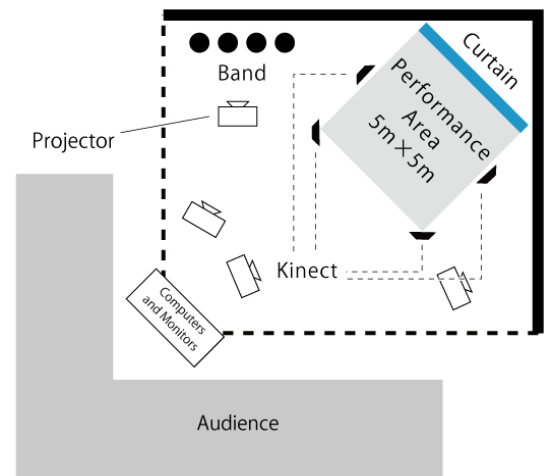 Curtain
Band
Performance
Area
5m×5m
Projector
Kinect
Computers
and Monitors
Audience